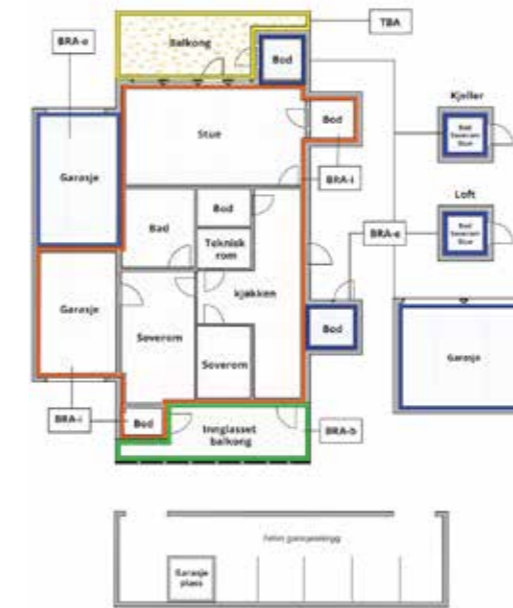 TBA
BRA-e
Balkong
Bod
Kjeller
Bod
Soverom
Stue
Stue
Bod
Garasje
BRA-i
Loft
Bod
Soverom
Stue
Bod
Bad
Teknisk
rom
BRA-e
kjøkken
Garasje
Soverom
Bod
Garasje
Soverom
BRA-i
Bod
Innglasset
balkong
BRA-b
Felles garasjeanlegg
Garasje
plass